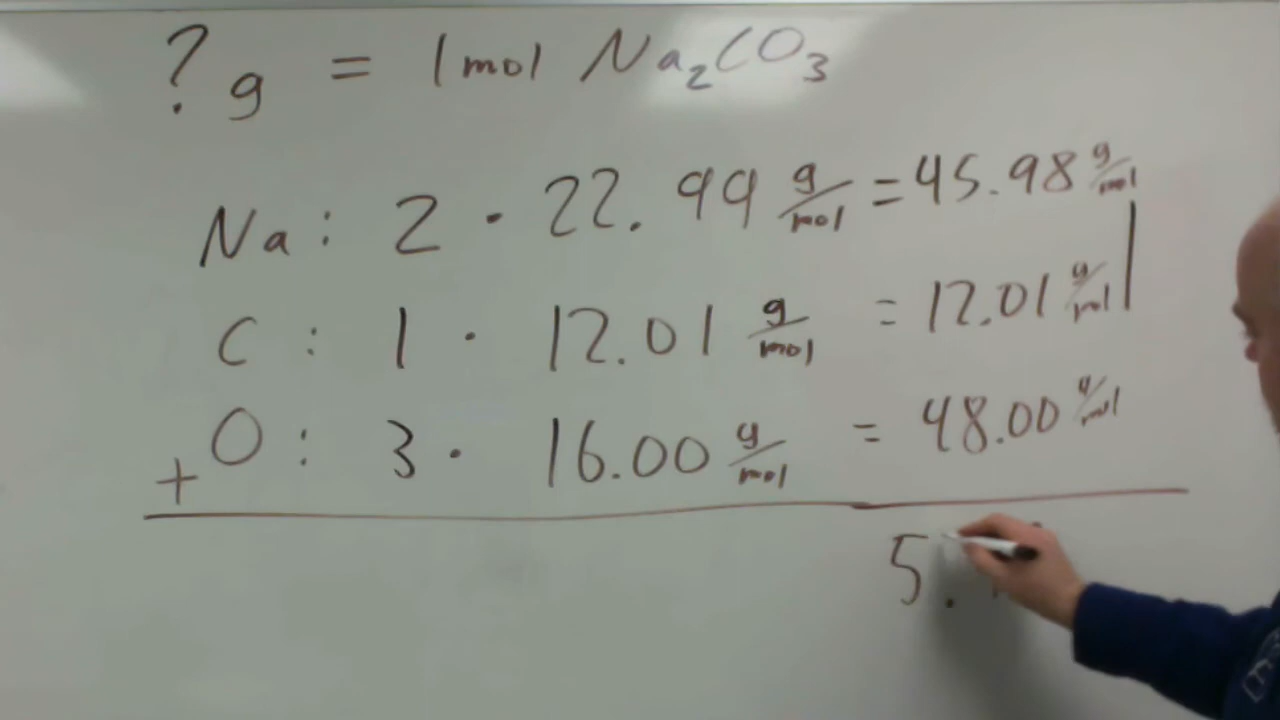 ? g = 1 mol Na₂CO₃
Na: 2 · 22.99 g/mol = 45.98 g/mol
C : 1 · 12.01 g/mol = 12.01 g/mol
+ O : 3 · 16.00 g/mol = 48.00 g/mol
5.